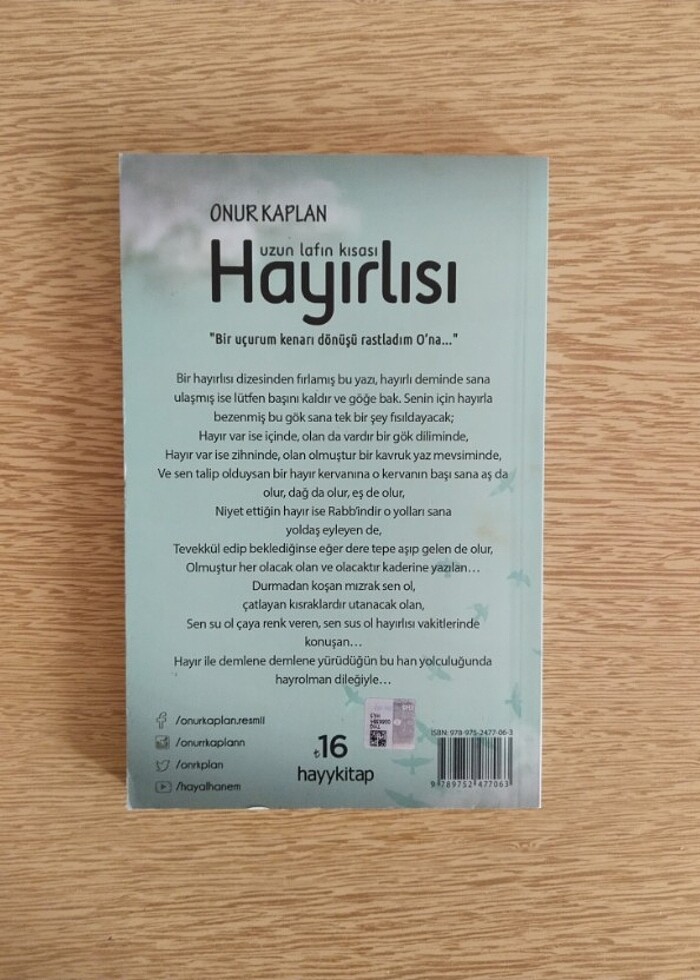 ONUR KAPLAN
uzun lafın kısası
Hayırlısı
"Bir uçurum kenarı dönüşü rastladım O'na..."
Bir hayırlısı dizesinden fırlamış bu yazı, hayırlı deminde sana
ulaşmış ise lütfen başını kaldır ve göğe bak. Senin için hayırla
bezenmiş bu gök sana tek bir şey fısıldayacak;
Hayır var ise içinde, olan da vardır bir gök diliminde,
Hayır var ise zihninde, olan olmuştur bir kavruk yaz mevsiminde,
Ve sen talip olduysan bir hayır kervanına o kervanın başı sana aş da
olur, dağ da olur, eş de olur,
Niyet ettiğin hayır ise Rabb'indir o yolları sana
yoldaş eyleyen de,
Tevekkül edip beklediğinse eğer dere tepe aşıp gelen de olur,
Olmuştur her olacak olan ve olacaktır kaderine yazılan...
Durmadan koşan mızrak sen ol,
çatlayan kısraklardır utanacak olan,
Sen su ol çaya renk veren, sen sus ol hayırlısı vakitlerinde
konuşan...
Hayır ile demlene demlene yürüdüğün bu han yolculuğunda
hayrolman dileğiyle...
/onurkaplan.resmii
/onurrkaplann
/onrkplan
/hayalhanem
₺16
hayykitap
ISBN: 978-975-2477-06-3
9 789752 477063